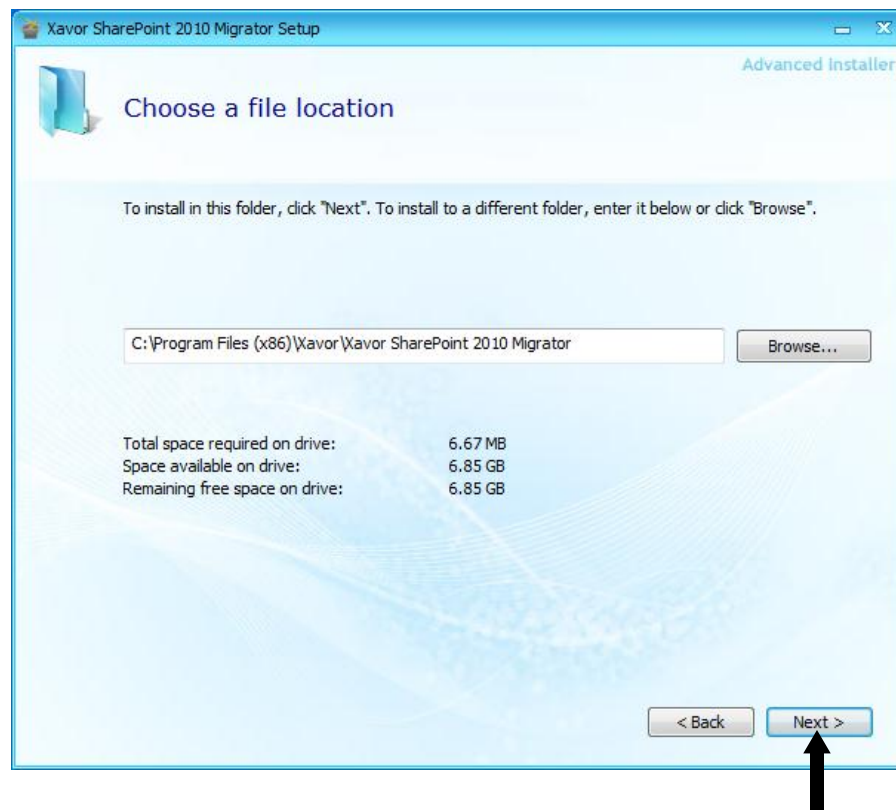 Xavor SharePoint 2010 Migrator Setup
Advanced Installer
Choose a file location
To install in this folder, click "Next". To install to a different folder, enter it below or click "Browse".
C:\Program Files (x86)\Xavor\Xavor SharePoint 2010 Migrator
Browse...
Total space required on drive: 6.67 MB
Space available on drive: 6.85 GB
Remaining free space on drive: 6.85 GB
< Back Next >